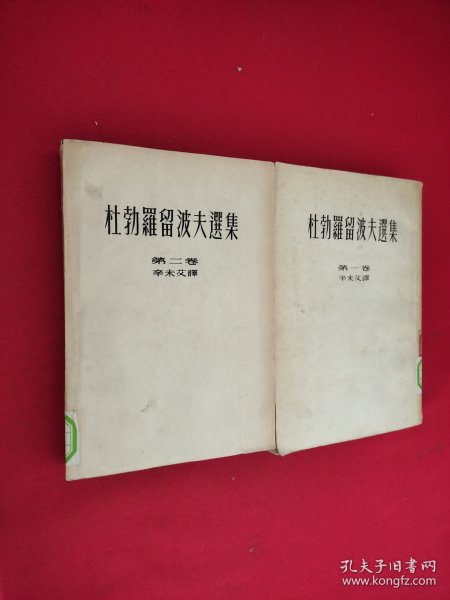 杜勃羅留波夫選集
第二卷
辛未艾譯
杜勃羅留波夫選集
第一卷
辛未艾譯
孔夫子旧书网
www.kongfz.com